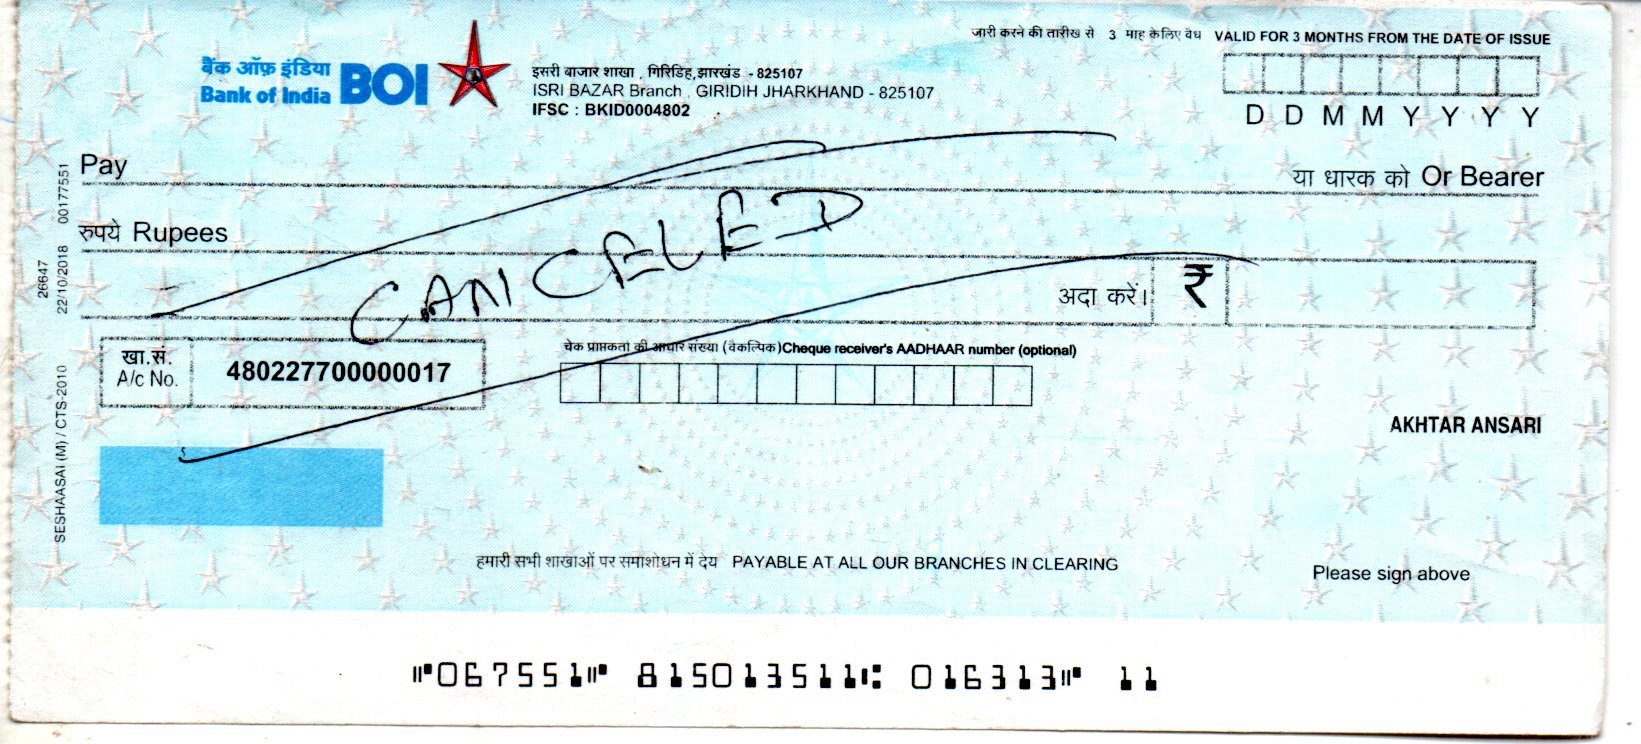 जारी करने की तारीख से 3 माह के लिए वैध VALID FOR 3 MONTHS FROM THE DATE OF ISSUE
बैंक ऑफ़ इंडिया BOI
Bank of India
इसरी बाजार शाखा , गिरिडिह,झारखंड - 825107
ISRI BAZAR Branch , GIRIDIH JHARKHAND - 825107
IFSC : BKID0004802
D D M M Y Y Y Y
Pay
या धारक को Or Bearer
रुपये Rupees
CANCELED
अदा करें। ₹
खा.सं.
A/c No. 480227700000017
चेक प्राप्तकर्ता की आधार संख्या (वैकल्पिक)Cheque receiver's AADHAAR number (optional)
AKHTAR ANSARI
हमारी सभी शाखाओं पर समाशोधन में देय PAYABLE AT ALL OUR BRANCHES IN CLEARING
Please sign above
⑈067551⑈ 815013511⑆ 016313⑈ 11
26647
22/10/2018 00177551
SESHAASAI (M) / CTS-2010